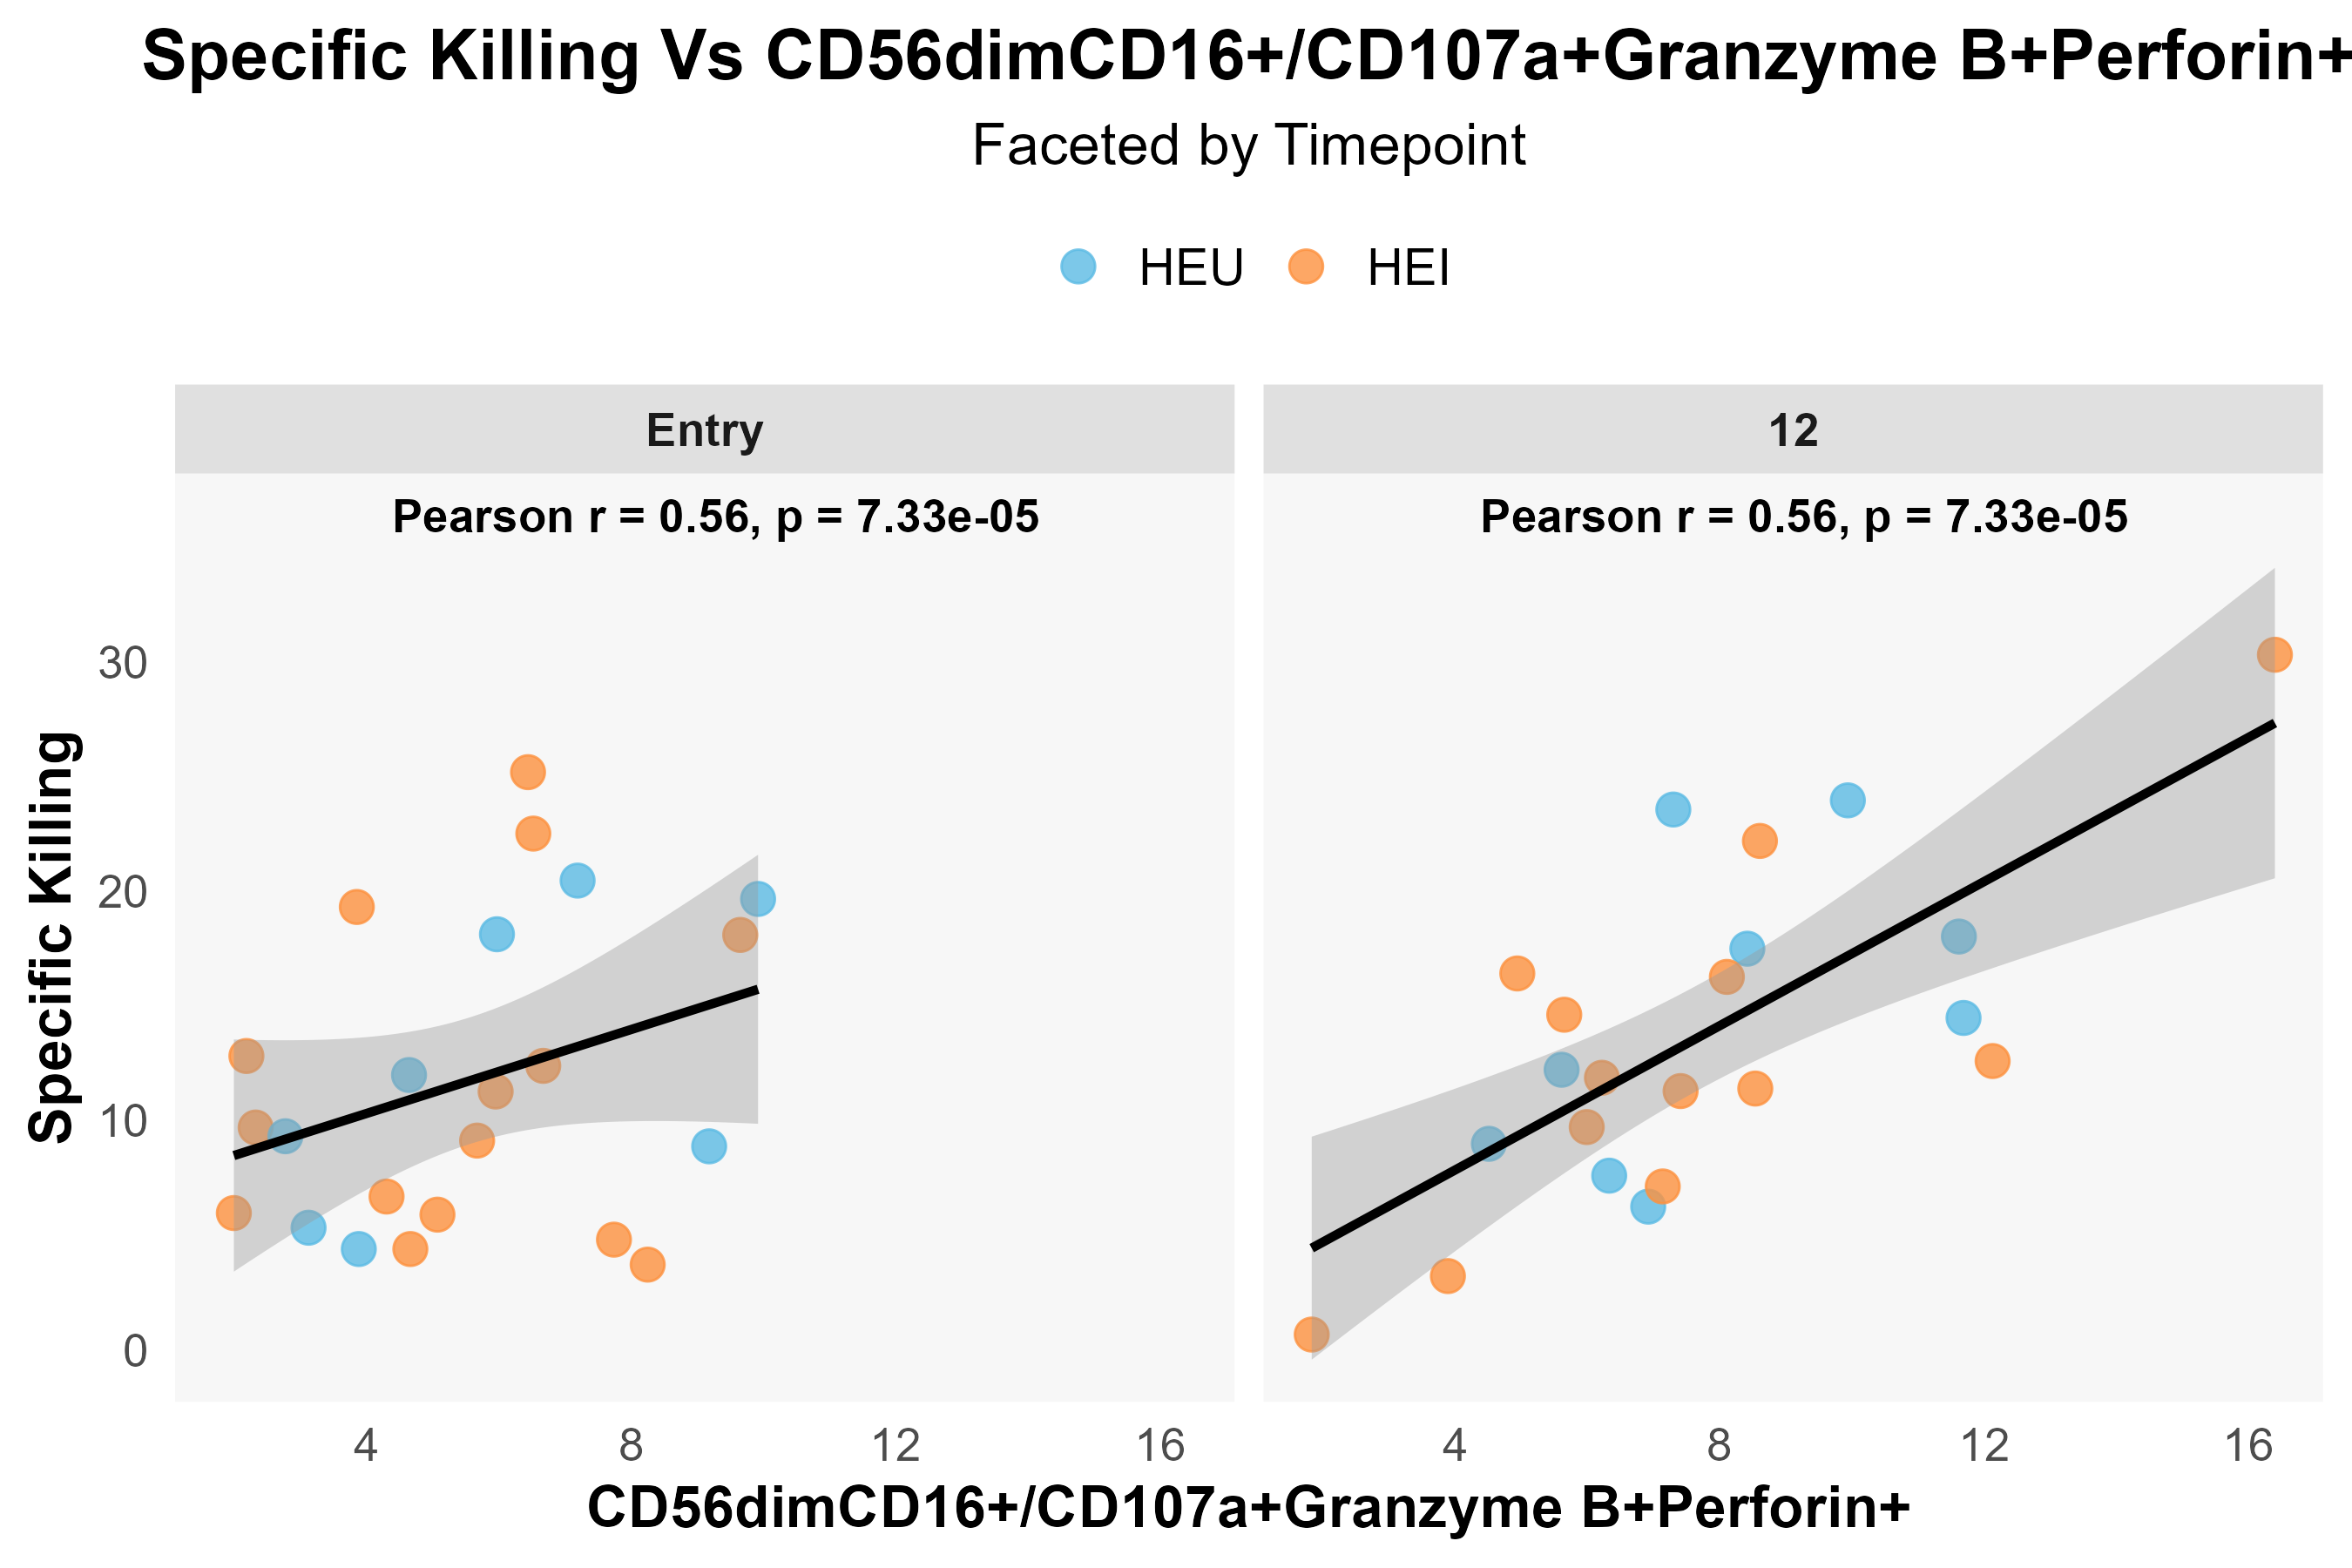 Specific Killing Vs CD56dimCD16+/CD107a+Granzyme B+Perforin+
Faceted by Timepoint
HEU HEI
Entry 12
Pearson r = 0.56, p = 7.33e-05 Pearson r = 0.56, p = 7.33e-05
30
20
10
0
Specific Killing
4 8 12 16 4 8 12 16
CD56dimCD16+/CD107a+Granzyme B+Perforin+